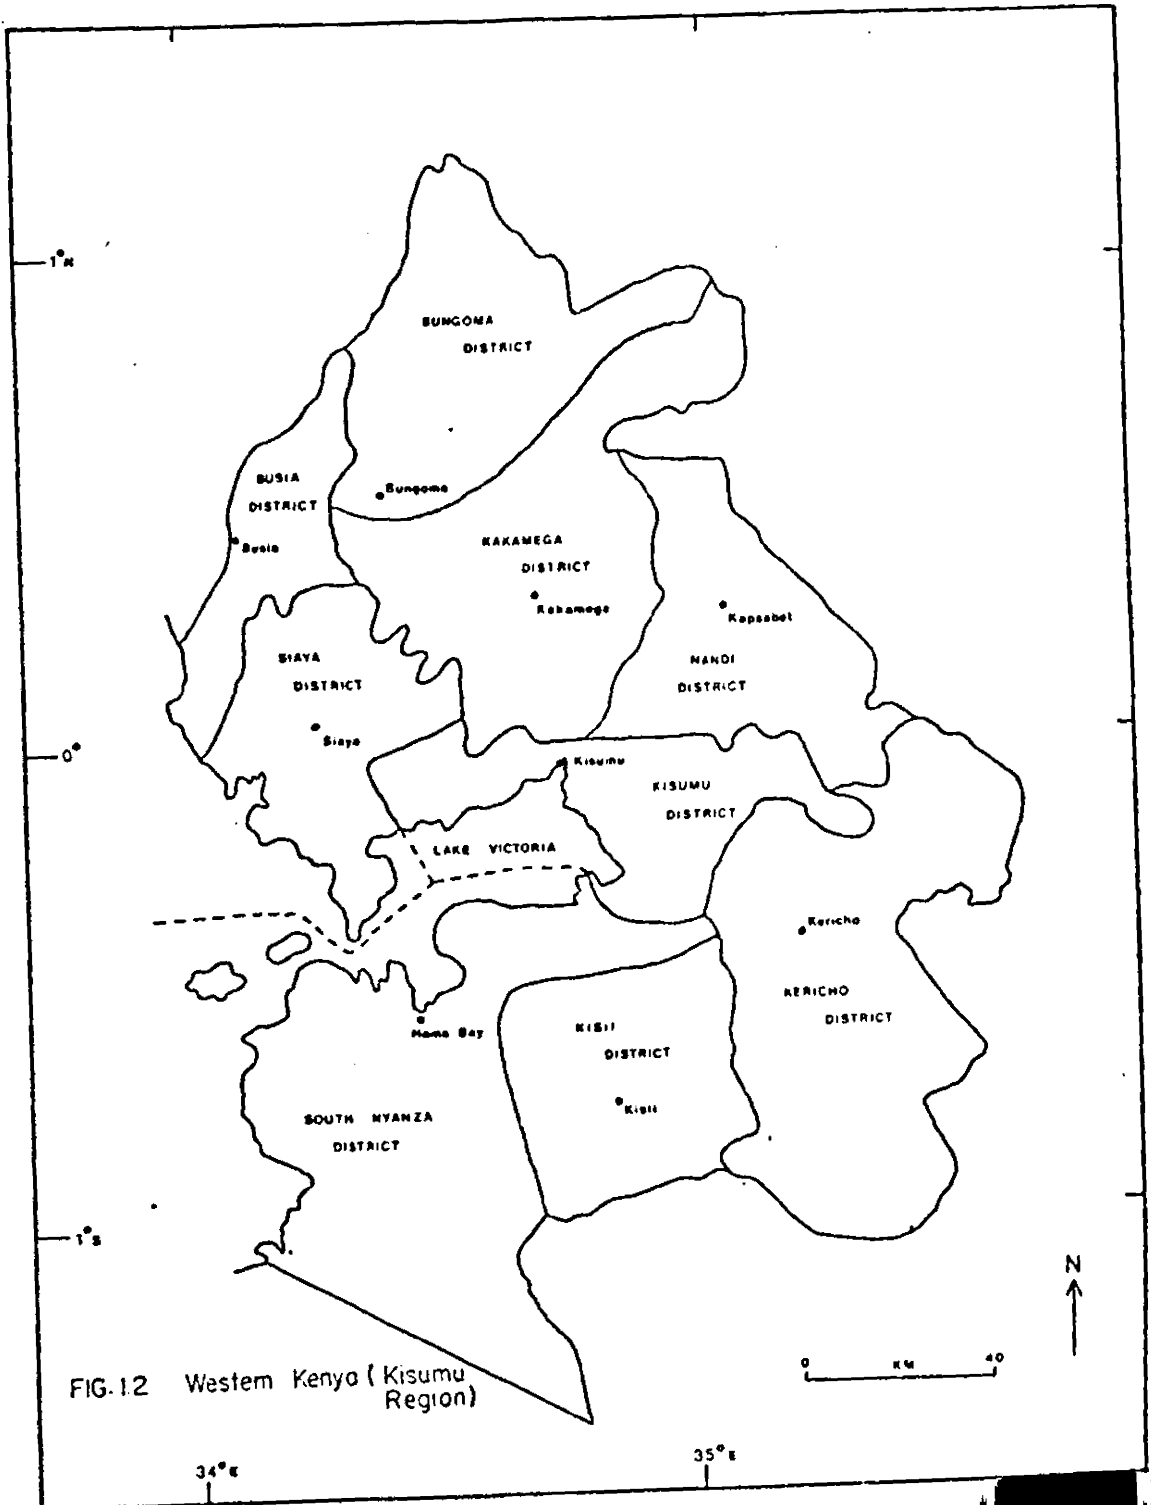 1°N
BUNGOMA
DISTRICT
BUSIA
DISTRICT
Bungoma
Busia
KAKAMEGA
DISTRICT
Kakamega
Kapsabet
SIAYA
DISTRICT
NANDI
DISTRICT
Siaya
0°
Kisumu
KISUMU
DISTRICT
LAKE VICTORIA
Kericho
KERICHO
DISTRICT
Homa Bay
KISII
DISTRICT
Kisii
SOUTH NYANZA
DISTRICT
1°S
N
0 KM 40
FIG.1.2 Western Kenya (Kisumu
Region)
34°E
35°E